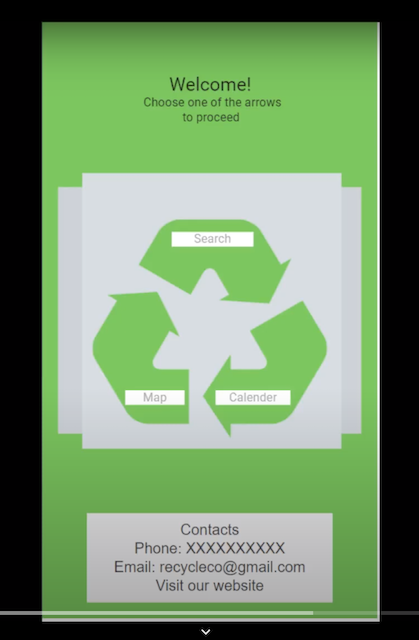 Welcome!
Choose one of the arrows
to proceed
Search
Map
Calender
Contacts
Phone: XXXXXXXXXX
Email: recycleco@gmail.com
Visit our website